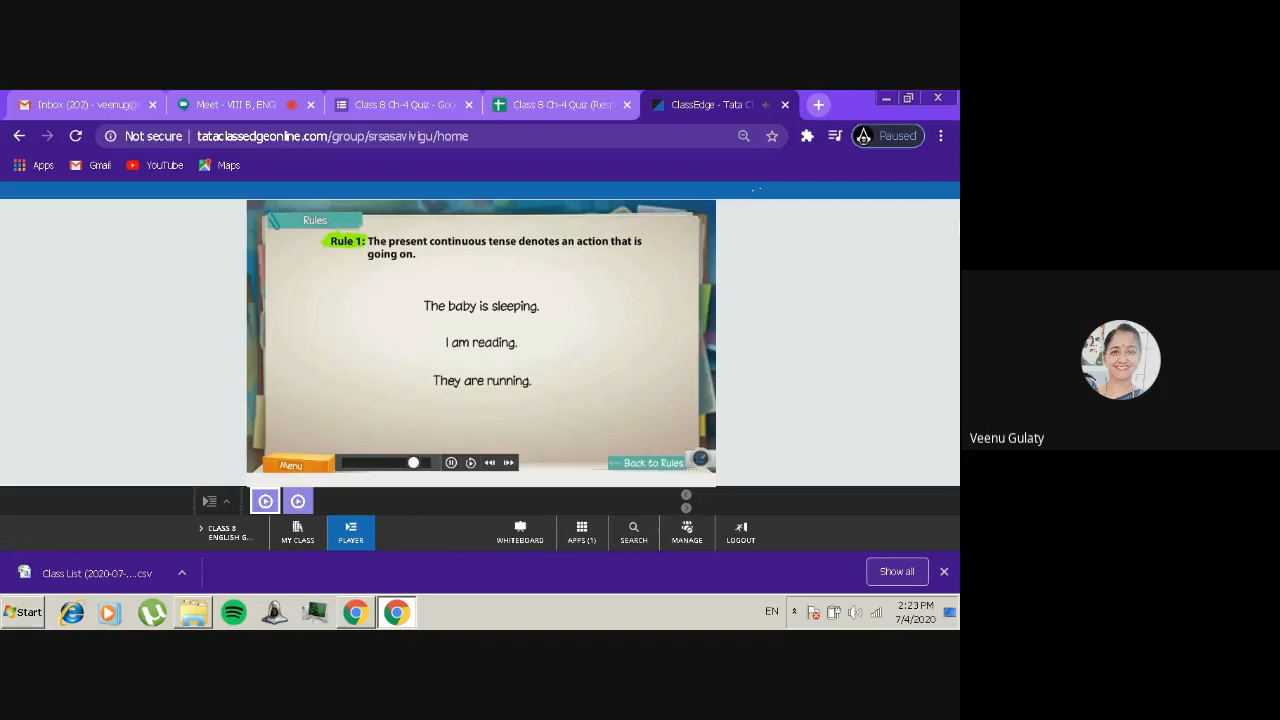 Inbox (202) - veenug@
Meet - VIII B, ENG
Class 8 Ch-4 Quiz - Goo
Class 8 Ch-4 Quiz (Resp
ClassEdge - Tata Cl
Not secure | tataclassedgeonline.com/group/srsasavivigu/home
Paused
Apps Gmail YouTube Maps
Rules
Rule 1: The present continuous tense denotes an action that is
going on.
The baby is sleeping.
I am reading.
They are running.
Menu
Back to Rules
Veenu Gulaty
CLASS 8
ENGLISH G...
MY CLASS
PLAYER
WHITEBOARD
APPS (1)
SEARCH
MANAGE
LOGOUT
Class List (2020-07-....csv
Show all
Start
EN
2:23 PM
7/4/2020